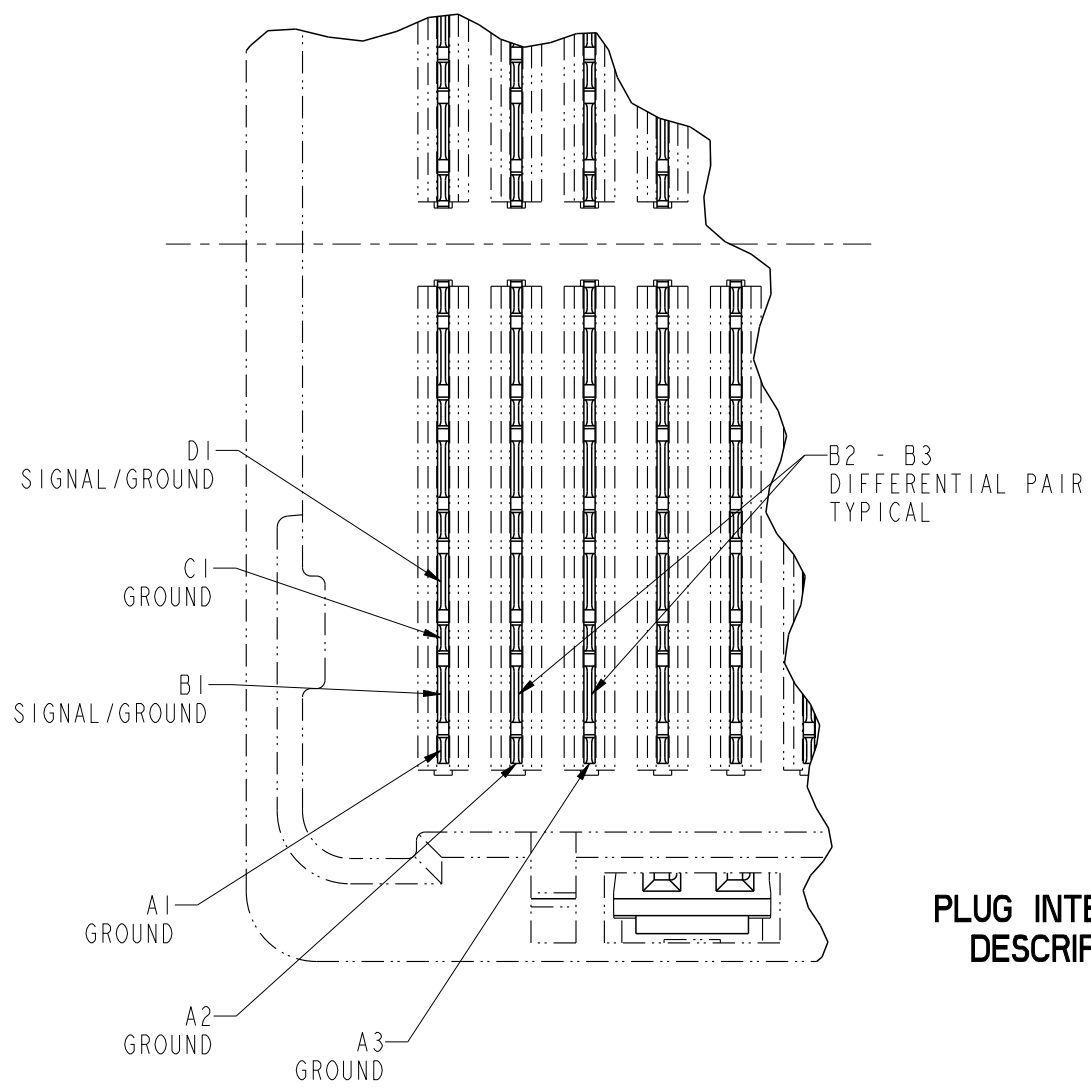 D1
SIGNAL/GROUND
C1
GROUND
B1
SIGNAL/GROUND
A1
GROUND
A2
GROUND
A3
GROUND
B2 - B3
DIFFERENTIAL PAIR
TYPICAL
PLUG INTE
DESCRIF